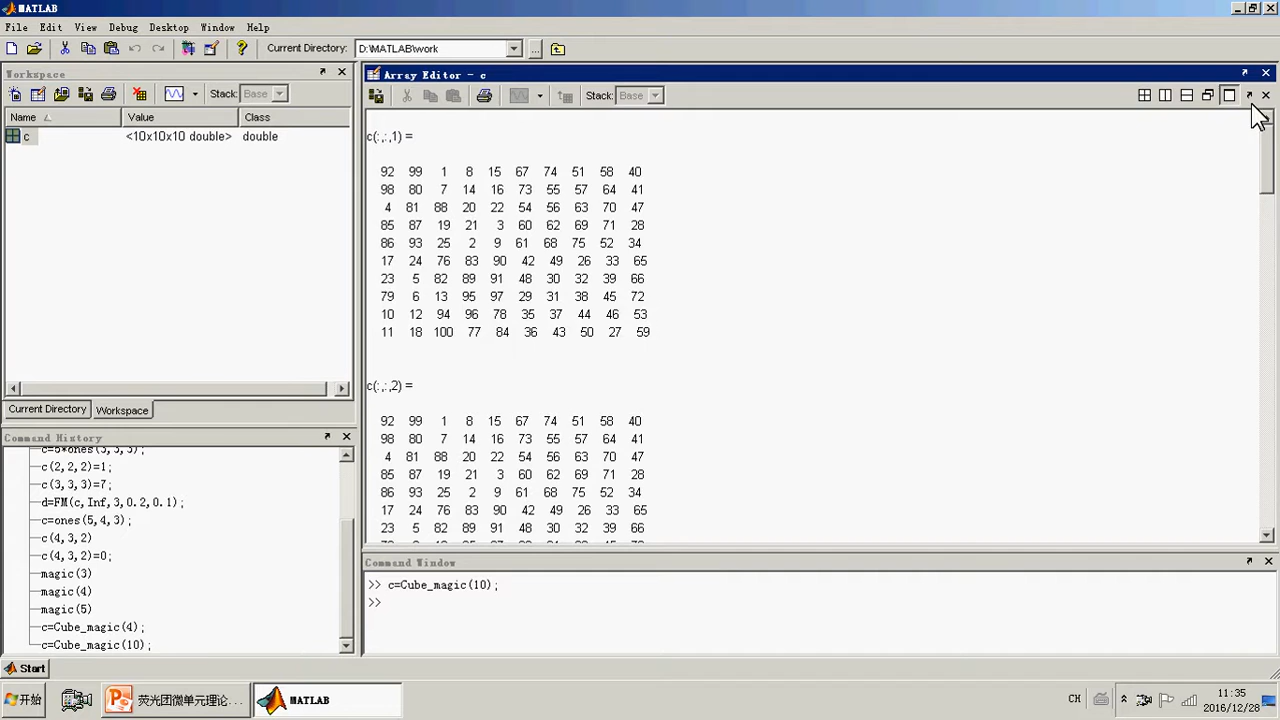 MATLAB
File Edit View Debug Desktop Window Help
Current Directory: D:\MATLAB\work ...
Workspace
Stack: Base
Name Value Class
c <10x10x10 double> double
Current Directory Workspace
Command History
c=5*ones(3,3,3);
c(2,2,2)=1;
c(3,3,3)=7;
d=FM(c,Inf,3,0.2,0.1);
c=ones(5,4,3);
c(4,3,2)
c(4,3,2)=0;
magic(3)
magic(4)
magic(5)
c=Cube_magic(4);
c=Cube_magic(10);
Array Editor - c
Stack: Base
c(:,:,1) =
92 99 1 8 15 67 74 51 58 40
98 80 7 14 16 73 55 57 64 41
4 81 88 20 22 54 56 63 70 47
85 87 19 21 3 60 62 69 71 28
86 93 25 2 9 61 68 75 52 34
17 24 76 83 90 42 49 26 33 65
23 5 82 89 91 48 30 32 39 66
79 6 13 95 97 29 31 38 45 72
10 12 94 96 78 35 37 44 46 53
11 18 100 77 84 36 43 50 27 59
c(:,:,2) =
92 99 1 8 15 67 74 51 58 40
98 80 7 14 16 73 55 57 64 41
4 81 88 20 22 54 56 63 70 47
85 87 19 21 3 60 62 69 71 28
86 93 25 2 9 61 68 75 52 34
17 24 76 83 90 42 49 26 33 65
23 5 82 89 91 48 30 32 39 66
Command Window
>> c=Cube_magic(10);
>>
Start
开始 荧光团微单元理论... MATLAB CH 11:35
2016/12/28